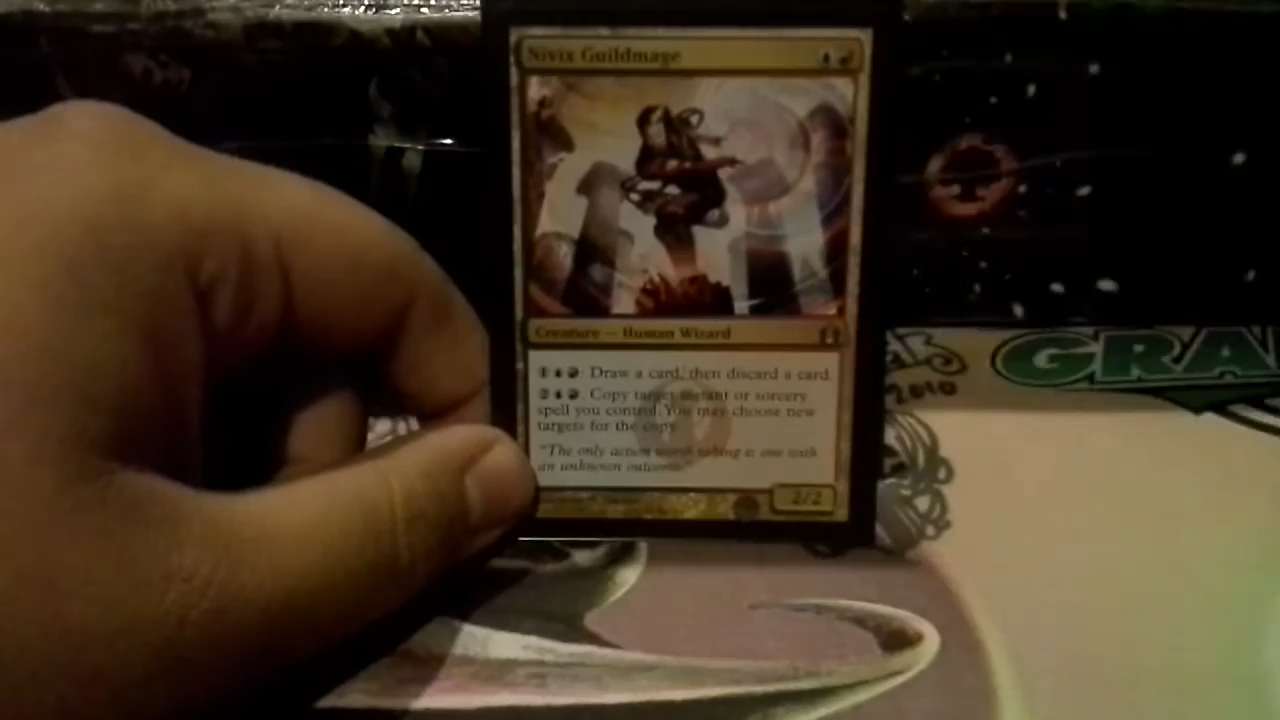 Nivix Guildmage
Creature — Human Wizard
: Draw a card, then discard a card.
: Copy target instant or sorcery
spell you control. You may choose new
targets for the copy.
"The only action worth taking is one with
an unknown outcome."
2/2
GRA
2010